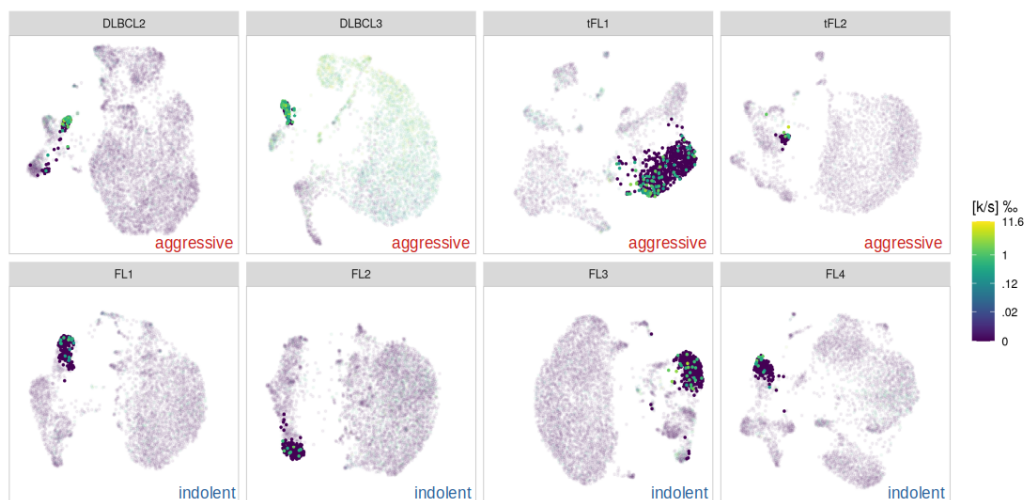 DLBCL2 DLBCL3 tFL1 tFL2
aggressive aggressive aggressive aggressive
FL1 FL2 FL3 FL4
indolent indolent indolent indolent
[k/s] ‰
11.6
1
.12
.02
0